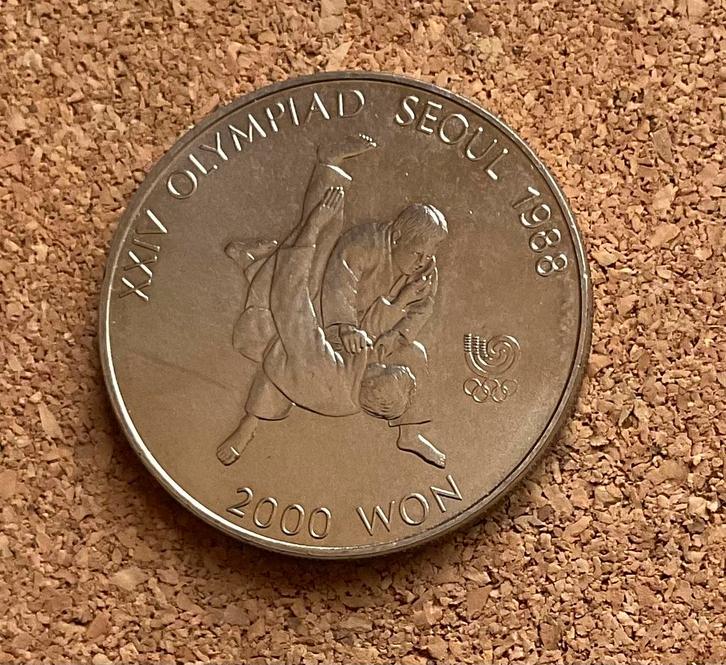 XXIV OLYMPIAD SEOUL 1988
2000 WON